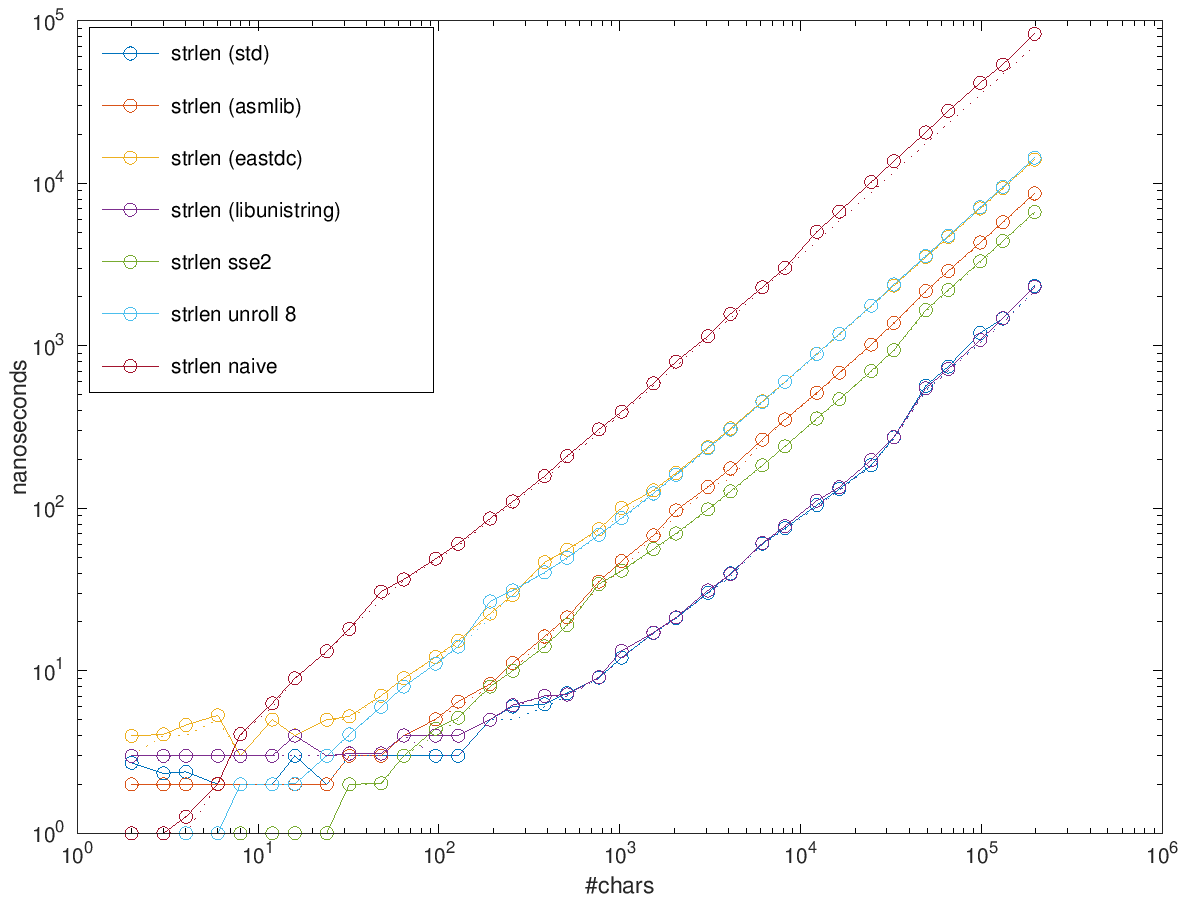 10^5
strlen (std)
strlen (asmlib)
strlen (eastdc)
strlen (libunistring)
strlen sse2
strlen unroll 8
strlen naive
10^4
10^3
10^2
10^1
10^0
nanoseconds
10^0 10^1 10^2 10^3 10^4 10^5 10^6
#chars